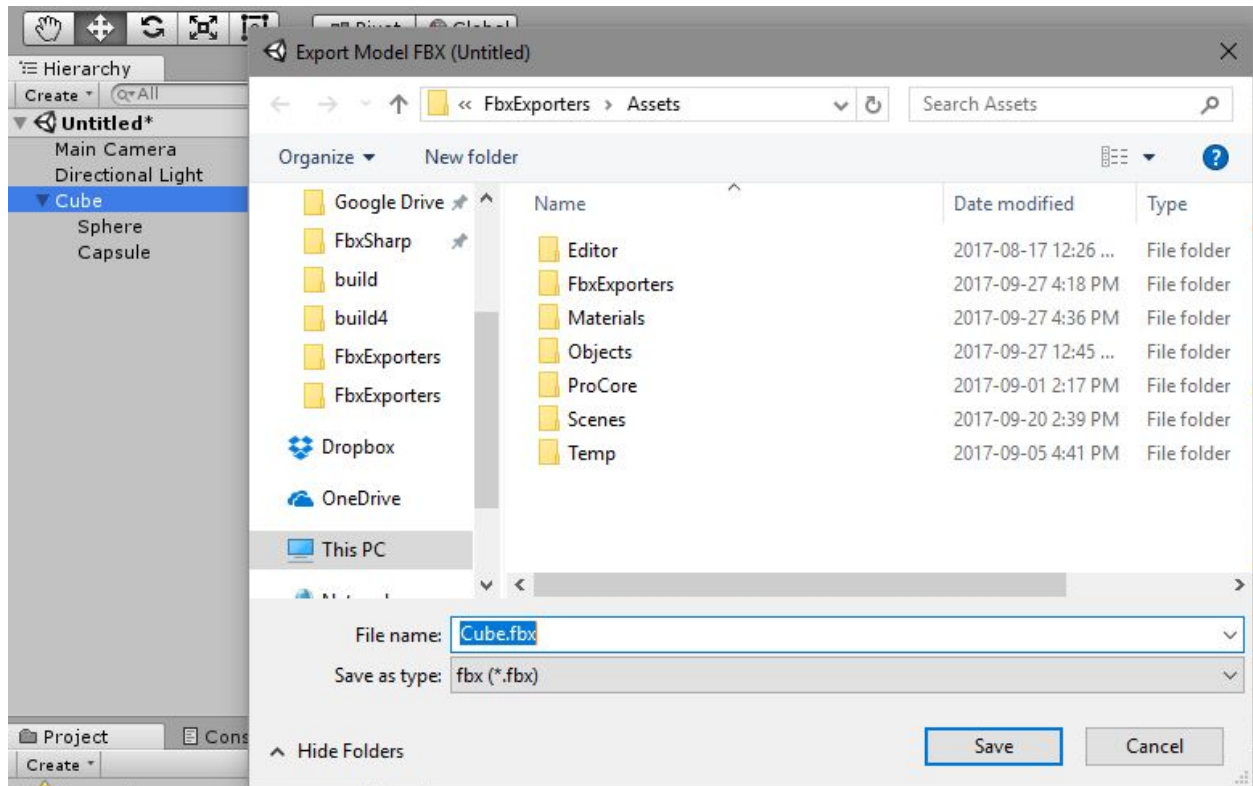 Pivot Global
Export Model FBX (Untitled)
Hierarchy
Create All
Untitled*
Main Camera
Directional Light
Cube
Sphere
Capsule
« FbxExporters › Assets
Search Assets
Organize New folder
Google Drive
FbxSharp
build
build4
FbxExporters
FbxExporters
Dropbox
OneDrive
This PC
Name Date modified Type
Editor 2017-08-17 12:26 ... File folder
FbxExporters 2017-09-27 4:18 PM File folder
Materials 2017-09-27 4:36 PM File folder
Objects 2017-09-27 12:45 ... File folder
ProCore 2017-09-01 2:17 PM File folder
Scenes 2017-09-20 2:39 PM File folder
Temp 2017-09-05 4:41 PM File folder
File name: Cube.fbx
Save as type: fbx (*.fbx)
Hide Folders
Save Cancel
Project Cons
Create